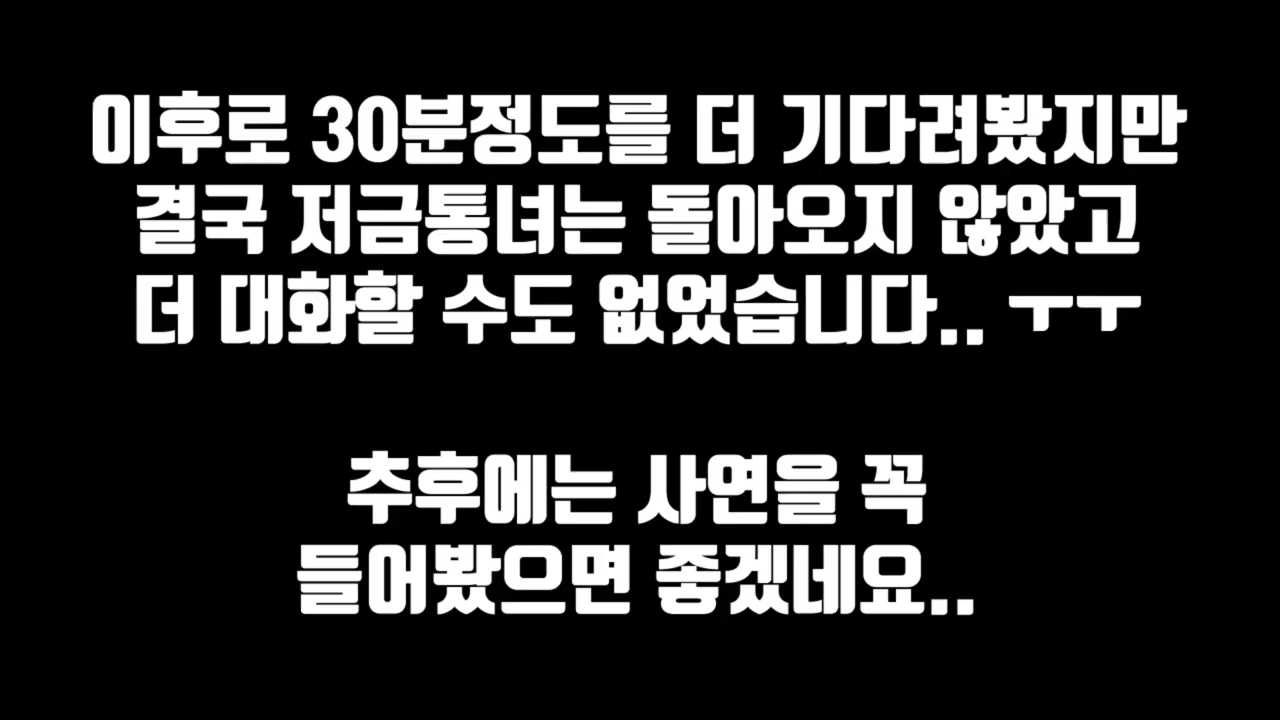 이후로 30분정도를 더 기다려봤지만
결국 저금통녀는 돌아오지 않았고
더 대화할 수도 없었습니다.. ㅜㅜ
추후에는 사연을 꼭
들어봤으면 좋겠네요..